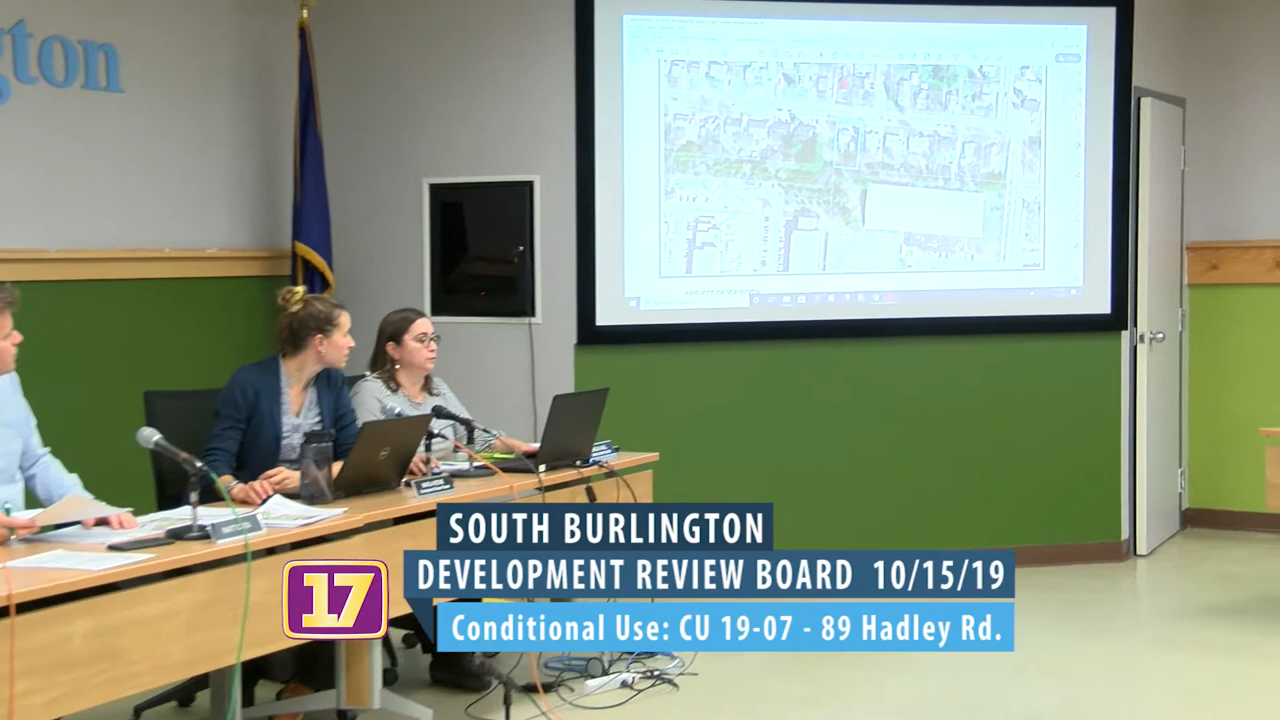 gton
17
SOUTH BURLINGTON
DEVELOPMENT REVIEW BOARD 10/15/19
Conditional Use: CU 19-07 - 89 Hadley Rd.